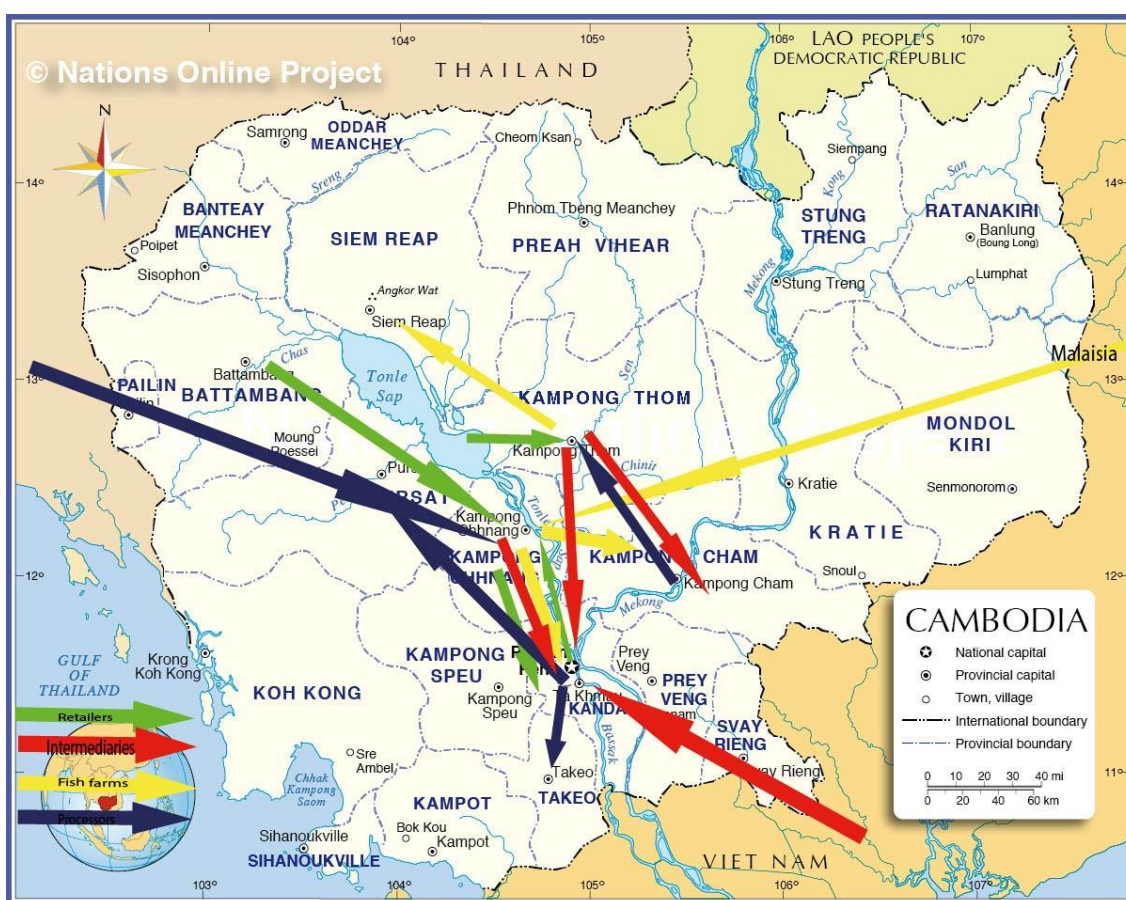 104°
105°
106°
107°
LAO PEOPLE'S
DEMOCRATIC REPUBLIC
© Nations Online Project
THAILAND
N
Samrong
ODDAR
MEANCHEY
Cheom Ksan
Siempang
Sreng
Kong
San
14°
14°
BANTEAY
MEANCHEY
Phnom Tbeng Meanchey
STUNG
TRENG
RATANAKIRI
Banlung
(Boung Long)
Poipet
SIEM REAP
PREAH VIHEAR
Sisophon
Mekong
Stung Treng
Lumphat
Angkor Wat
Siem Reap
Malaisia
Chas
Sen
Battambang
13°
13°
PAILIN
BATTAMBANG
Tonle
Sap
KAMPONG THOM
MONDOL
KIRI
Moung
Roessei
Kampong Thom
Chinit
Kratie
Senmonorom
Kampong
Chhnang
Tonle
Sap
KRATIE
KAMPONG
CHHNANG
KAMPONG CHAM
Snoul
12°
12°
Kampong Cham
Mekong
CAMBODIA
National capital
Provincial capital
Town, village
International boundary
Provincial boundary
0 10 20 30 40 mi
0 20 40 60 km
GULF
OF
THAILAND
Krong
Koh Kong
KOH KONG
KAMPONG
SPEU
Kampong
Speu
Prey
Veng
PREY
VENG
Ta Khmau
SVAY
RIENG
Bassak
Retailers
Intermediaries
Fish farms
Processors
Sre
Ambel
Chhak
Kampong
Saom
Takeo
TAKEO
11°
KAMPOT
Bok Kou
Kampot
Sihanoukville
SIHANOUKVILLE
VIET NAM
103°
104°
105°
106°
107°